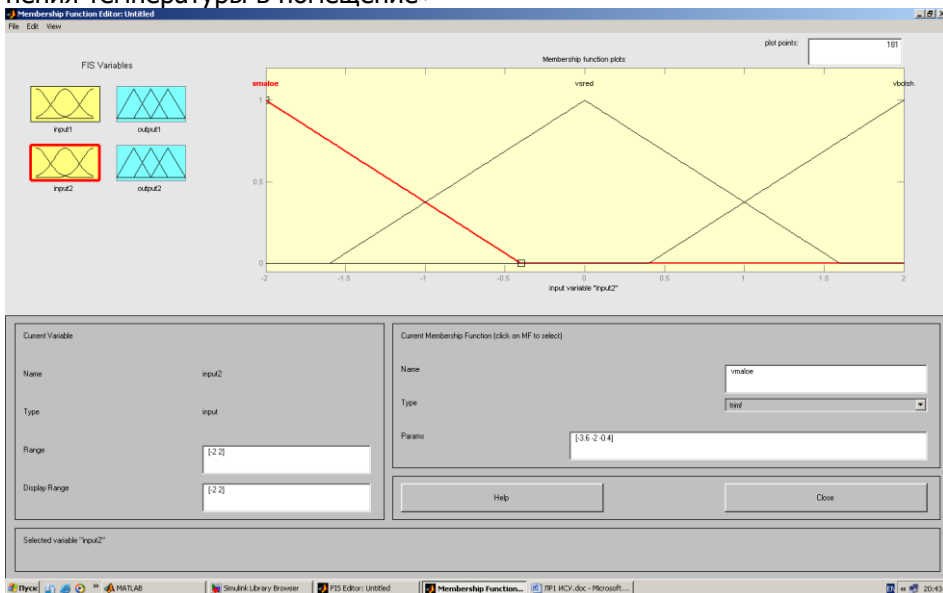 нения температуры в помещение
Membership Function Editor: Untitled
File Edit View
FIS Variables
input1
output1
input2
output2
plot points:
181
Membership function plots
vmaloe
vsred
vbolsh
1
0.5
0
-2
-1.5
-1
-0.5
0
0.5
1
1.5
2
input variable "input2"
Current Variable
Name
input2
Type
input
Range
[-2 2]
Display Range
[-2 2]
Current Membership Function (click on MF to select)
Name
vmaloe
Type
trimf
Params
[-3.6 -2 -0.4]
Help
Close
Selected variable "input2"
Пуск
MATLAB
Simulink Library Browser
FIS Editor: Untitled
Membership Function...
ПР1 ИСУ.doc - Microsoft...
EN
20:43